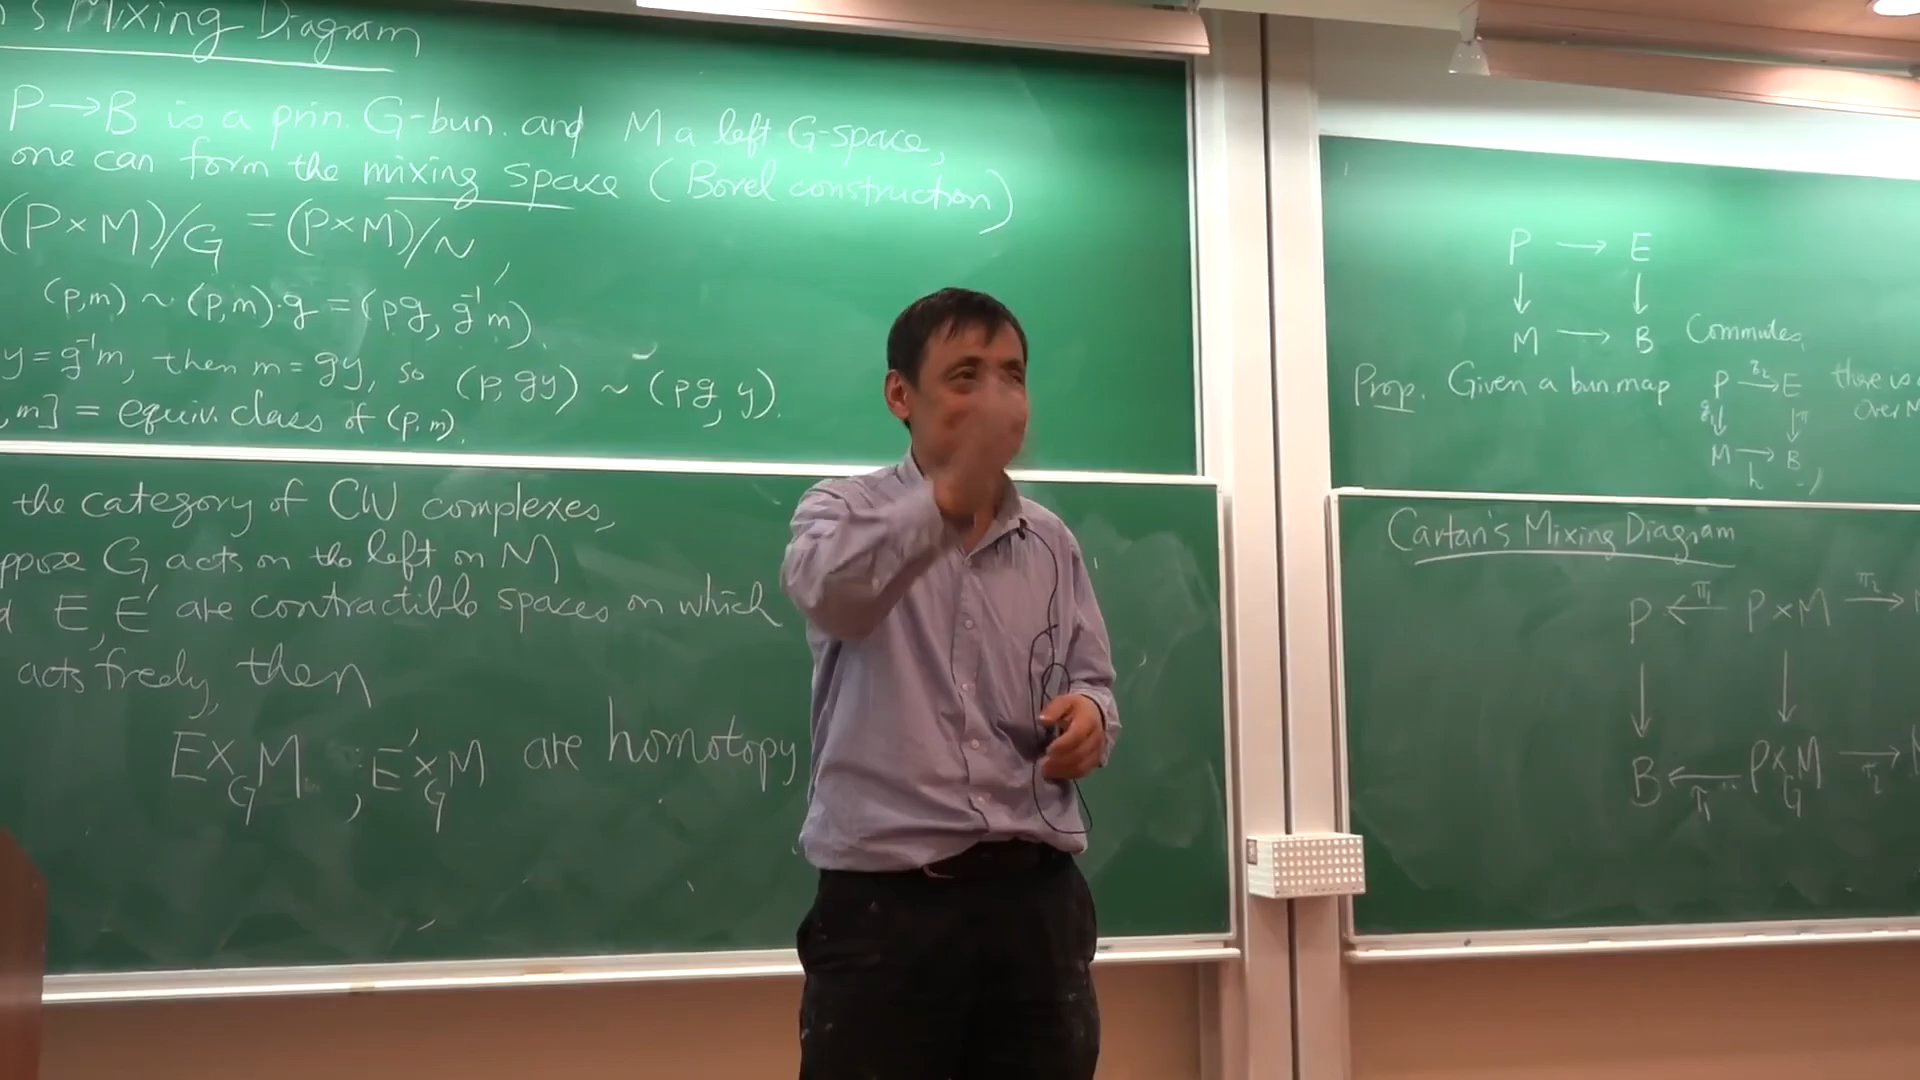 's Mixing Diagram
P → B is a prin. G-bun. and M a left G-space,
one can form the mixing space (Borel construction)
(P×M)/G = (P×M)/~,
(p,m) ~ (p,m)·g = (pg, g⁻¹m).
y = g⁻¹m, then m = gy, so (p, gy) ~ (pg, y).
,m] = equiv. class of (p,m).
the category of CW complexes,
ppose G acts on the left on M
E, E' are contractible spaces on which
acts freely, then
E×_G M, E'×_G M are homotopy
P → E
↓ ↓
M → B Commutes,
Prop. Given a bun map P → E there is
↓ ↓π over M
M → B,
h
Cartan's Mixing Diagram
P ←π₁ P×M →π₂
↓ ↓
B ← P×_G M →